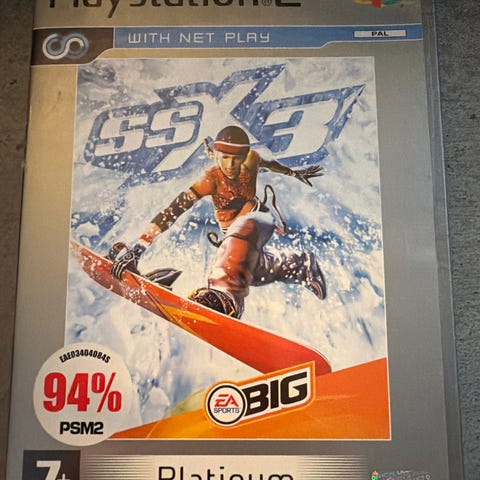 PlayStation 2
WITH NET PLAY
PAL
SSX3
EAE03404084S
94%
PSM2
EA
SPORTS
BIG
7+
Platinum